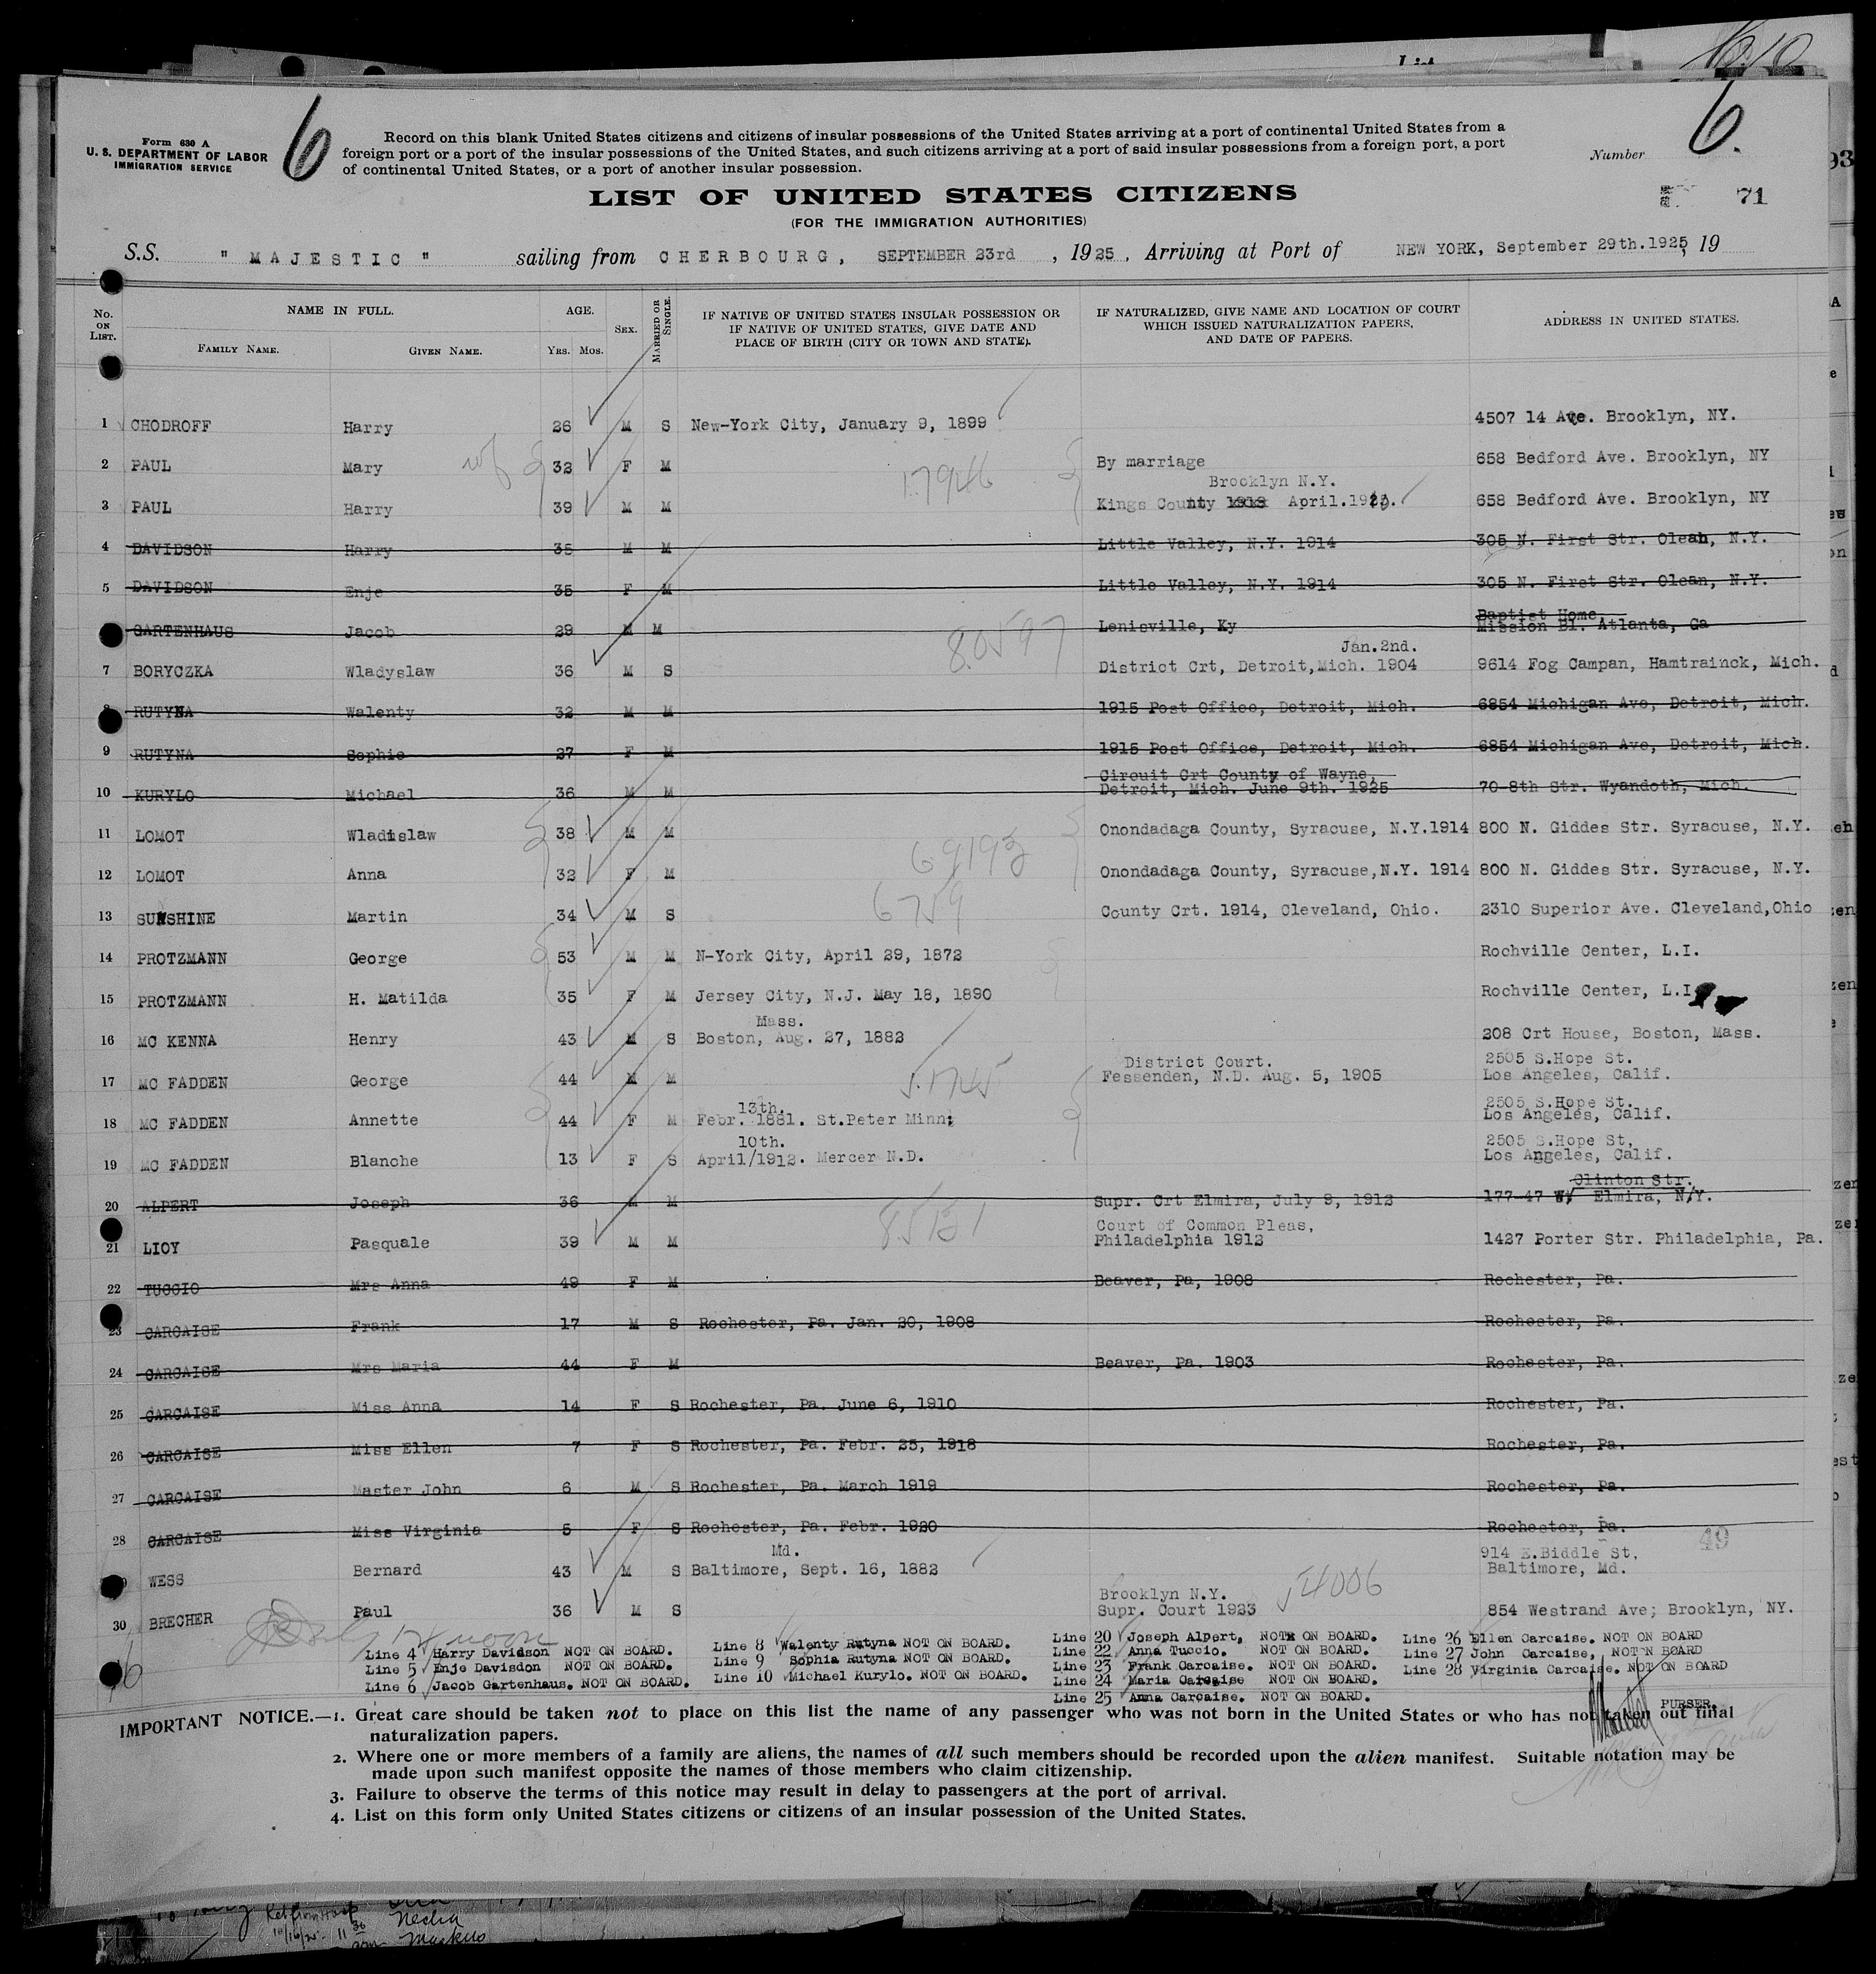 6
6.
Form 630 A
U. S. DEPARTMENT OF LABOR
IMMIGRATION SERVICE
Record on this blank United States citizens and citizens of insular possessions of the United States arriving at a port of continental United States from a
foreign port or a port of the insular possessions of the United States, and such citizens arriving at a port of said insular possessions from a foreign port, a port
of continental United States, or a port of another insular possession.
Number
LIST OF UNITED STATES CITIZENS
71
(FOR THE IMMIGRATION AUTHORITIES)
S.S. " MAJESTIC " sailing from CHERBOURG, SEPTEMBER 23rd , 1925 , Arriving at Port of NEW YORK, September 29th.1925, 19
No. ON LIST. NAME IN FULL. FAMILY NAME. GIVEN NAME. AGE. YRS. MOS. SEX. MARRIED OR SINGLE. IF NATIVE OF UNITED STATES INSULAR POSSESSION OR IF NATIVE OF UNITED STATES, GIVE DATE AND PLACE OF BIRTH (CITY OR TOWN AND STATE). IF NATURALIZED, GIVE NAME AND LOCATION OF COURT WHICH ISSUED NATURALIZATION PAPERS, AND DATE OF PAPERS. ADDRESS IN UNITED STATES.
1 CHODROFF Harry 26 M S New-York City, January 9, 1899 4507 14 Ave. Brooklyn, NY.
2 PAUL Mary wf 32 F M 17946 By marriage 658 Bedford Ave. Brooklyn, NY
Brooklyn N.Y.
3 PAUL Harry 39 M M Kings County April. 658 Bedford Ave. Brooklyn, NY
4 DAVIDSON Harry 35 M M Little Valley, N.Y. 1914 305 N. First Str. Olean, N.Y.
5 DAVIDSON Enje 35 F M Little Valley, N.Y. 1914 305 N. First Str. Olean, N.Y.
Baptist Home
GARTENHAUS Jacob 29 M M Lenisville, Ky Mission Bl. Atlanta, Ga
80597 Jan.2nd.
7 BORYCZKA Wladyslaw 36 M S District Crt, Detroit,Mich. 1904 9614 Fog Campan, Hamtrainck, Mich.
8 RUTYNA Walenty 32 M M 1915 Post Office, Detroit, Mich. 6854 Michigan Ave, Detroit, Mich.
9 RUTYNA Sophie 27 F M 1915 Post Office, Detroit, Mich. 6854 Michigan Ave, Detroit, Mich.
Circuit Crt County of Wayne,
10 KURYLO Michael 36 M M Detroit, Mich. June 9th. 1925 70-8th Str. Wyandoth, Mich.
11 LOMOT Wladislaw 38 M M Onondadaga County, Syracuse, N.Y.1914 800 N. Giddes Str. Syracuse, N.Y.
69193
12 LOMOT Anna 32 F M Onondadaga County, Syracuse,N.Y. 1914 800 N. Giddes Str. Syracuse, N.Y.
13 SUNSHINE Martin 34 M S 6759 County Crt. 1914, Cleveland, Ohio. 2310 Superior Ave. Cleveland,Ohio
14 PROTZMANN George 53 M M N-York City, April 29, 1872 Rochville Center, L.I.
15 PROTZMANN H. Matilda 35 F M Jersey City, N.J. May 18, 1890 Rochville Center, L.I.
Mass.
16 MC KENNA Henry 43 M S Boston, Aug. 27, 1882 208 Crt House, Boston, Mass.
District Court. 2505 S.Hope St.
17 MC FADDEN George 44 M M Fessenden, N.D. Aug. 5, 1905 Los Angeles, Calif.
13th. 2505 S.Hope St.
18 MC FADDEN Annette 44 F M Febr. 1881. St.Peter Minn; Los Angeles, Calif.
10th. 2505 S.Hope St,
19 MC FADDEN Blanche 13 F S April/1912. Mercer N.D. Los Angeles, Calif.
Clinton Str.
20 ALPERT Joseph 36 M M Supr. Crt Elmira, July 9, 1912 177-47 W/ Elmira, N.Y.
85151 Court of Common Pleas,
21 LIOY Pasquale 39 M M Philadelphia 1912 1427 Porter Str. Philadelphia, Pa.
22 TUCCIO Mrs Anna 49 F M Beaver, Pa, 1908 Rochester, Pa.
23 CARCAISE Frank 17 M S Rochester, Pa. Jan. 20, 1908 Rochester, Pa.
24 CARCAISE Mrs Maria 44 F M Beaver, Pa. 1903 Rochester, Pa.
25 CARCAISE Miss Anna 14 F S Rochester, Pa. June 6, 1910 Rochester, Pa.
26 CARCAISE Miss Ellen 7 F S Rochester, Pa. Febr. 25, 1918 Rochester, Pa.
27 CARCAISE Master John 6 M S Rochester, Pa. March 1919 Rochester, Pa.
28 CARCAISE Miss Virginia 5 F S Rochester, Pa. Febr. 1920 Rochester, Pa.
49
Md. 914 E.Biddle St,
WESS Bernard 43 M S Baltimore, Sept. 16, 1882 Baltimore, Md.
Brooklyn N.Y. 54006
30 BRECHER Paul 36 M S Supr. Court 1923 854 Westrand Ave; Brooklyn, NY.
Line 4 Harry Davidson NOT ON BOARD.
Line 5 Enje Davisdon NOT ON BOARD.
Line 6 Jacob Gartenhaus. NOT ON BOARD.
Line 8 Walenty Rutyna NOT ON BOARD.
Line 9 Sophia Rutyna NOT ON BOARD.
Line 10 Michael Kurylo. NOT ON BOARD.
Line 20 Joseph Alpert, NOT ON BOARD.
Line 22 Anna Tuccio. NOT ON BOARD.
Line 23 Frank Carcaise. NOT ON BOARD.
Line 24 Maria Carcaise NOT ON BOARD.
Line 25 Anna Carcaise. NOT ON BOARD.
Line 26 Ellen Carcaise. NOT ON BOARD
Line 27 John Carcaise, NOT ON BOARD
Line 28 Virginia Carcaise. NOT ON BOARD
PURSER.
IMPORTANT NOTICE.—1. Great care should be taken not to place on this list the name of any passenger who was not born in the United States or who has not taken out final
naturalization papers.
2. Where one or more members of a family are aliens, the names of all such members should be recorded upon the alien manifest. Suitable notation may be
made upon such manifest opposite the names of those members who claim citizenship.
3. Failure to observe the terms of this notice may result in delay to passengers at the port of arrival.
4. List on this form only United States citizens or citizens of an insular possession of the United States.